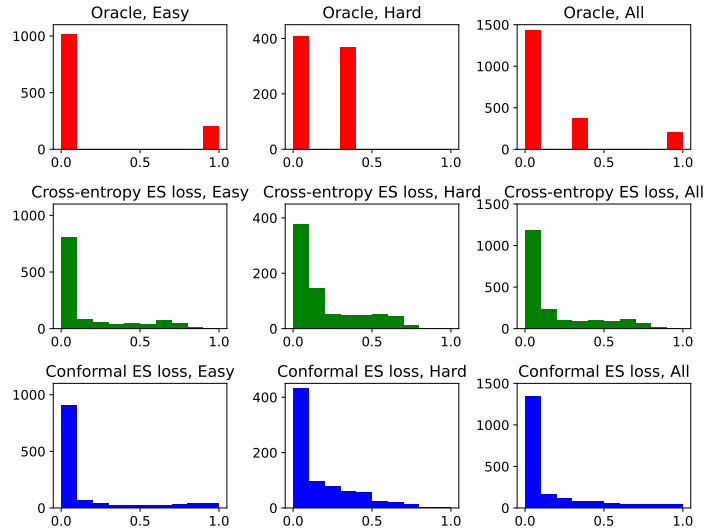 Oracle, Easy
Oracle, Hard
Oracle, All
1000
500
0
0.0 0.5 1.0
400
200
0
0.0 0.5 1.0
1500
1000
500
0
0.0 0.5 1.0
Cross-entropy ES loss, Easy
Cross-entropy ES loss, Hard
Cross-entropy ES loss, All
1000
500
0
0.0 0.5 1.0
400
200
0
0.0 0.5 1.0
1500
1000
500
0
0.0 0.5 1.0
Conformal ES loss, Easy
Conformal ES loss, Hard
Conformal ES loss, All
1000
500
0
0.0 0.5 1.0
400
200
0
0.0 0.5 1.0
1500
1000
500
0
0.0 0.5 1.0